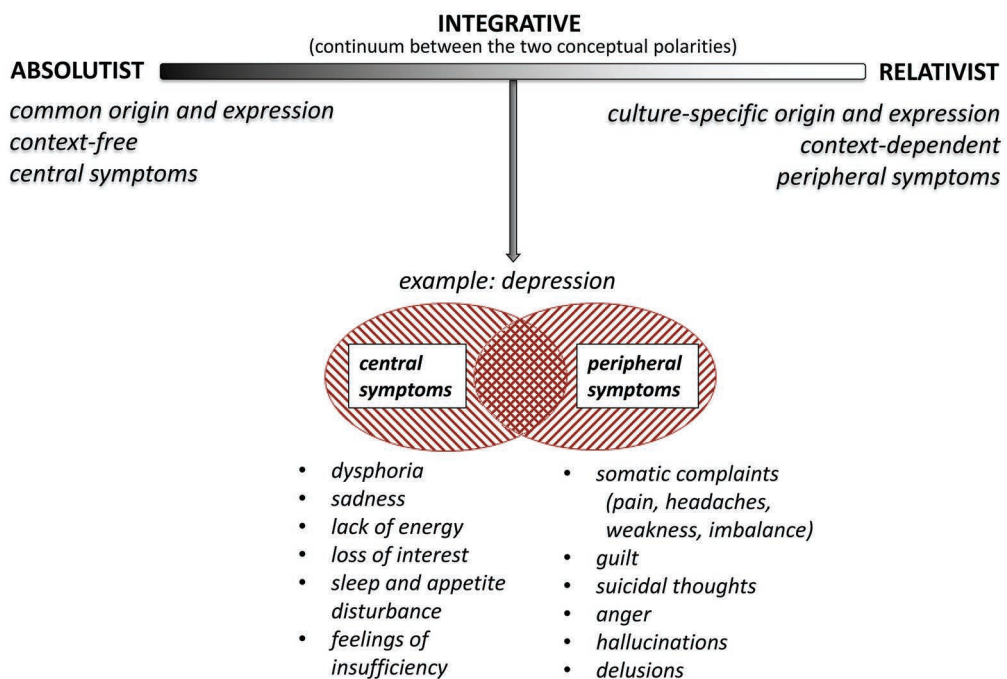 INTEGRATIVE
(continuum between the two conceptual polarities)
ABSOLUTIST
RELATIVIST
common origin and expression
context-free
central symptoms
culture-specific origin and expression
context-dependent
peripheral symptoms
example: depression
central
symptoms
peripheral
symptoms
• dysphoria
• sadness
• lack of energy
• loss of interest
• sleep and appetite
disturbance
• feelings of
insufficiency
• somatic complaints
(pain, headaches,
weakness, imbalance)
• guilt
• suicidal thoughts
• anger
• hallucinations
• delusions